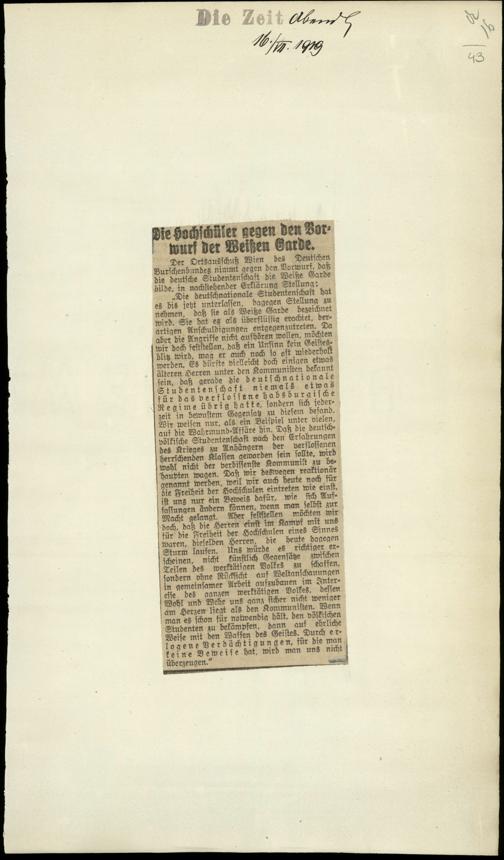 Die Zeit Abendbl
16./VII. 1919
43
Die Hochschüler gegen den Vor-
wurf der Weißen Garde.
Der Ortsausschuß Wien des Deutschen
Burschenbundes nimmt gegen den Vorwurf, daß
die deutsche Studentenschaft die Weiße Garde
bilde, in nachstehender Erklärung Stellung:
„Die deutschnationale Studentenschaft hat
es bis jetzt unterlassen, dagegen Stellung zu
nehmen, daß sie als Weiße Garde bezeichnet
wird. Sie hat es als überflüssig erachtet, der-
artigen Anschuldigungen entgegenzutreten. Da
aber die Angriffe nicht aufhören wollen, möchten
wir doch feststellen, daß ein Unsinn kein Geistes-
blitz wird, mag er auch noch so oft wiederholt
werden. Es dürfte vielleicht doch einigen etwas
älteren Herren unter den Kommunisten bekannt
sein, daß gerade die deutschnationale
Studentenschaft niemals etwas
für das verflossene habsburgische
Regime übrig hatte, sondern sich jeder-
zeit in bewußtem Gegensatz zu diesem befand.
Wir weisen nur, als ein Beispiel unter vielen,
auf die Wahrmund-Affäre hin. Daß die deutsch-
völkische Studentenschaft nach den Erfahrungen
des Krieges zu Anhängern der verflossenen
herrschenden Klassen geworden sein sollte, wird
wohl nicht der verbissenste Kommunist zu be-
haupten wagen. Daß wir deswegen reaktionär
genannt werden, weil wir auch heute noch für
die Freiheit der Hochschulen eintreten wie einst,
ist uns nur ein Beweis dafür, wie sich Auf-
fassungen ändern können, wenn man selbst zur
Macht gelangt. Aber feststellen möchten wir
doch, daß die Herren einst im Kampf mit uns
für die Freiheit der Hochschulen eines Sinnes
waren, dieselben Herren, die heute dagegen
Sturm laufen. Uns würde es richtiger er-
scheinen, nicht künstlich Gegensätze zwischen
Teilen des werktätigen Volkes zu schaffen,
sondern ohne Rücksicht auf Weltanschauungen
in gemeinsamer Arbeit aufzubauen im Inter-
esse des ganzen werktätigen Volkes, dessen
Wohl und Wehe uns ganz sicher nicht weniger
am Herzen liegt als den Kommunisten. Wenn
man es schon für notwendig hält, den völkischen
Studenten zu bekämpfen, dann auf ehrliche
Weise mit den Waffen des Geistes. Durch er-
logene Verdächtigungen, für die man
keine Beweise hat, wird man uns nicht
überzeugen.“